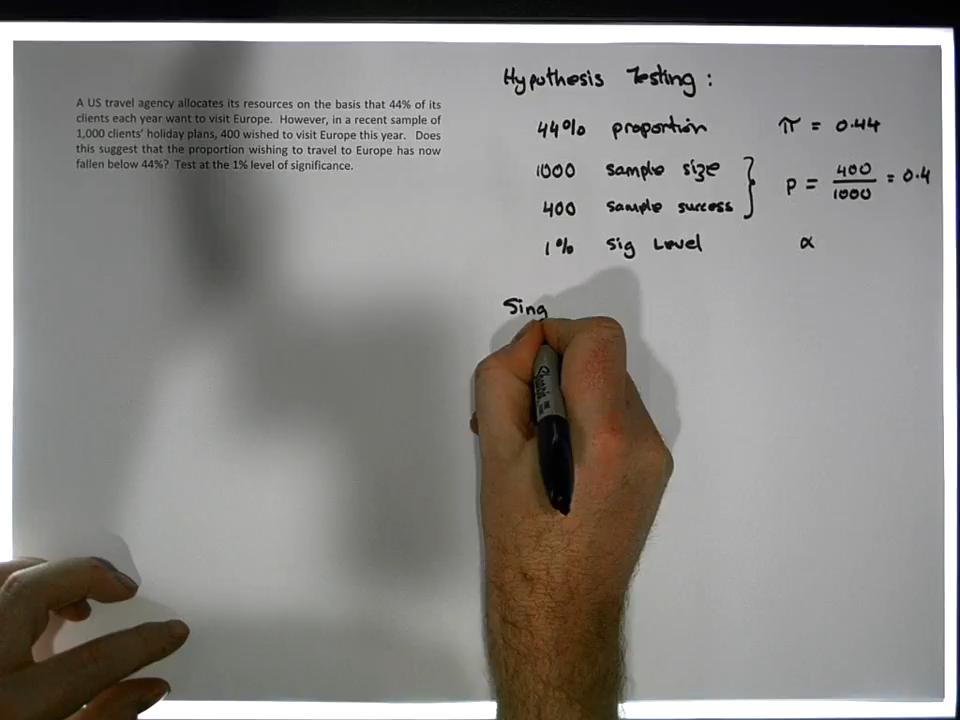 A US travel agency allocates its resources on the basis that 44% of its
clients each year want to visit Europe. However, in a recent sample of
1,000 clients' holiday plans, 400 wished to visit Europe this year. Does
this suggest that the proportion wishing to travel to Europe has now
fallen below 44%? Test at the 1% level of significance.
Hypothesis Testing:
44% proportion π = 0.44
1000 sample size
400 sample success
P = 400/1000 = 0.4
1% Sig Level α
Sing
Sharpie